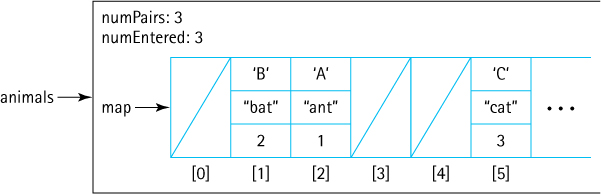 numPairs: 3
numEntered: 3
'B' 'A' 'C'
animals map "bat" "ant" "cat" •••
2 1 3
[0] [1] [2] [3] [4] [5]